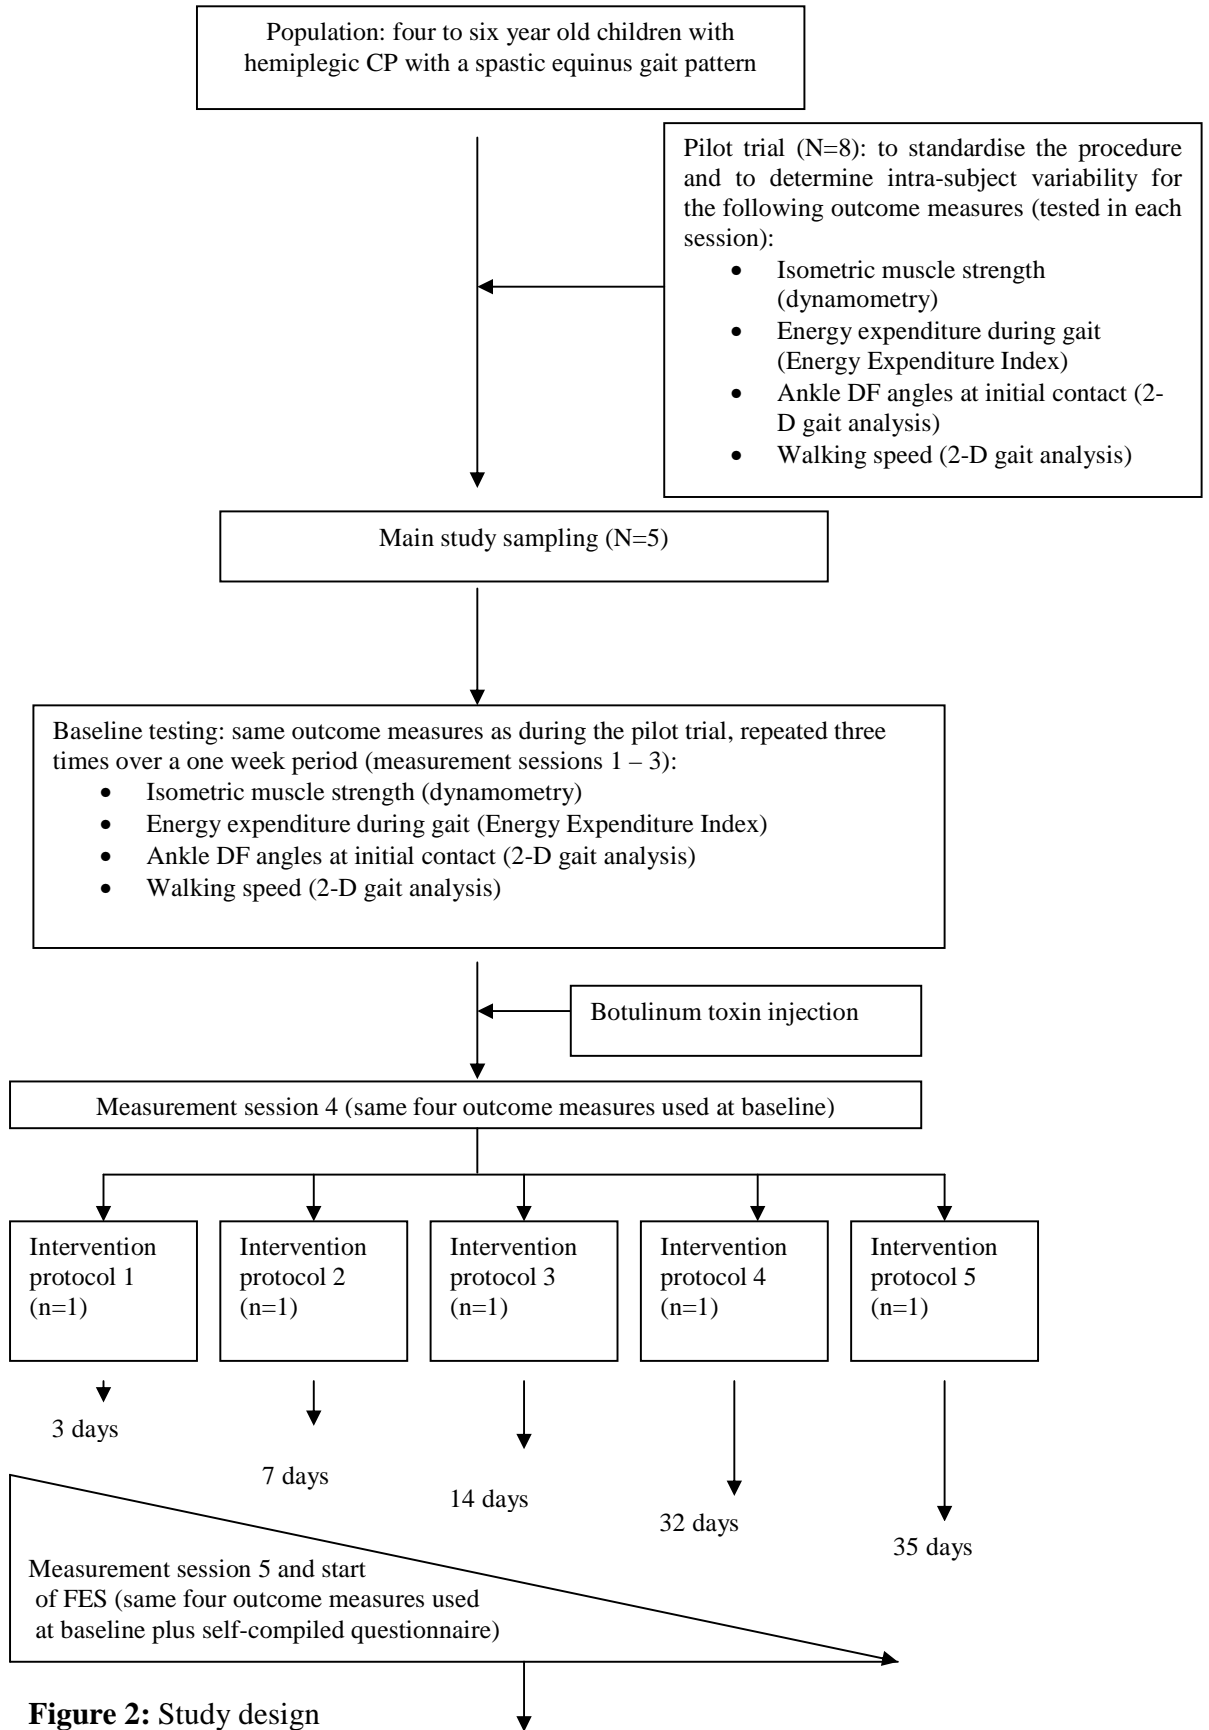 Population: four to six year old children with
hemiplegic CP with a spastic equinus gait pattern
Pilot trial (N=8): to standardise the procedure
and to determine intra-subject variability for
the following outcome measures (tested in each
session):
• Isometric muscle strength
(dynamometry)
• Energy expenditure during gait
(Energy Expenditure Index)
• Ankle DF angles at initial contact (2-
D gait analysis)
• Walking speed (2-D gait analysis)
Main study sampling (N=5)
Baseline testing: same outcome measures as during the pilot trial, repeated three
times over a one week period (measurement sessions 1 – 3):
• Isometric muscle strength (dynamometry)
• Energy expenditure during gait (Energy Expenditure Index)
• Ankle DF angles at initial contact (2-D gait analysis)
• Walking speed (2-D gait analysis)
Botulinum toxin injection
Measurement session 4 (same four outcome measures used at baseline)
Intervention
protocol 1
(n=1)
Intervention
protocol 2
(n=1)
Intervention
protocol 3
(n=1)
Intervention
protocol 4
(n=1)
Intervention
protocol 5
(n=1)
3 days
7 days
14 days
32 days
35 days
Measurement session 5 and start
of FES (same four outcome measures used
at baseline plus self-compiled questionnaire)
Figure 2: Study design